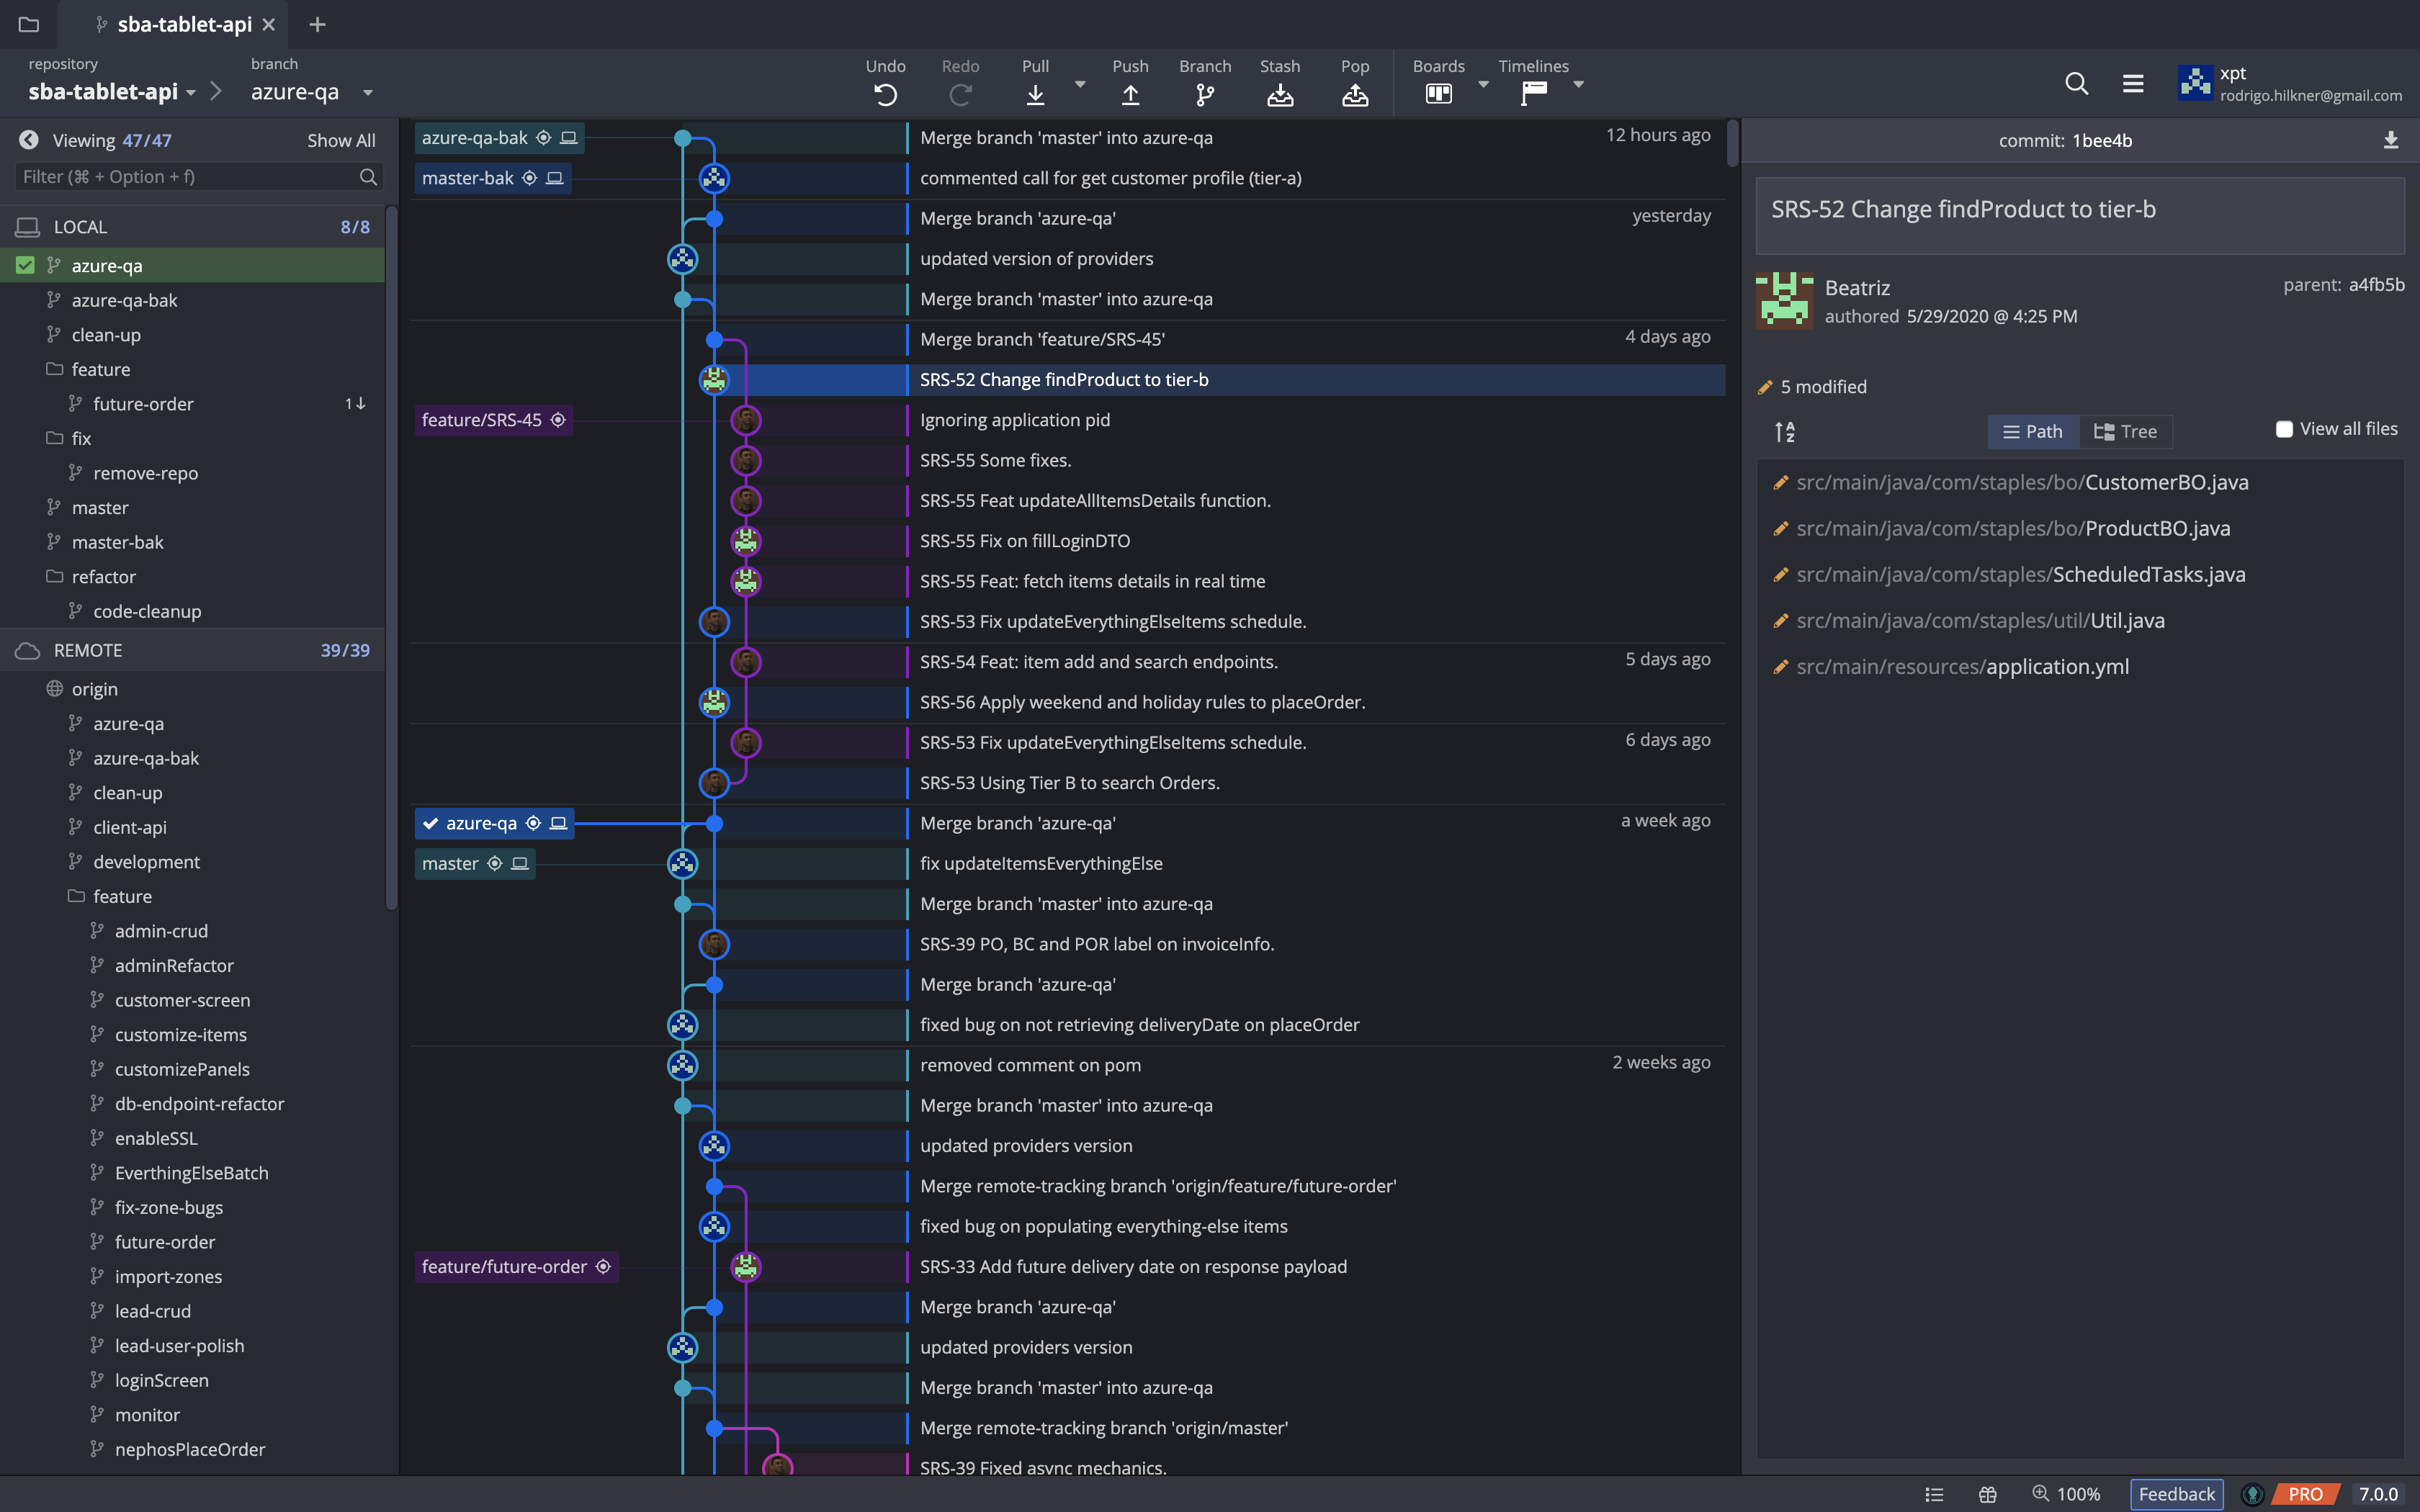 sba-tablet-api
repository
sba-tablet-api
branch
azure-qa
Undo
Redo
Pull
Push
Branch
Stash
Pop
Boards
Timelines
xpt
rodrigo.hilkner@gmail.com
Viewing 47/47
Show All
Filter (⌘ + Option + f)
LOCAL 8/8
azure-qa
azure-qa-bak
clean-up
feature
future-order 1↓
fix
remove-repo
master
master-bak
refactor
code-cleanup
REMOTE 39/39
origin
azure-qa
azure-qa-bak
clean-up
client-api
development
feature
admin-crud
adminRefactor
customer-screen
customize-items
customizePanels
db-endpoint-refactor
enableSSL
EverthingElseBatch
fix-zone-bugs
future-order
import-zones
lead-crud
lead-user-polish
loginScreen
monitor
nephosPlaceOrder
azure-qa-bak Merge branch 'master' into azure-qa 12 hours ago
master-bak commented call for get customer profile (tier-a)
Merge branch 'azure-qa' yesterday
updated version of providers
Merge branch 'master' into azure-qa
Merge branch 'feature/SRS-45' 4 days ago
SRS-52 Change findProduct to tier-b
feature/SRS-45 Ignoring application pid
SRS-55 Some fixes.
SRS-55 Feat updateAllItemsDetails function.
SRS-55 Fix on fillLoginDTO
SRS-55 Feat: fetch items details in real time
SRS-53 Fix updateEverythingElseItems schedule.
SRS-54 Feat: item add and search endpoints. 5 days ago
SRS-56 Apply weekend and holiday rules to placeOrder.
SRS-53 Fix updateEverythingElseItems schedule. 6 days ago
SRS-53 Using Tier B to search Orders.
azure-qa Merge branch 'azure-qa' a week ago
master fix updateItemsEverythingElse
Merge branch 'master' into azure-qa
SRS-39 PO, BC and POR label on invoiceInfo.
Merge branch 'azure-qa'
fixed bug on not retrieving deliveryDate on placeOrder
removed comment on pom 2 weeks ago
Merge branch 'master' into azure-qa
updated providers version
Merge remote-tracking branch 'origin/feature/future-order'
fixed bug on populating everything-else items
feature/future-order SRS-33 Add future delivery date on response payload
Merge branch 'azure-qa'
updated providers version
Merge branch 'master' into azure-qa
Merge remote-tracking branch 'origin/master'
SRS-39 Fixed async mechanics.
commit: 1bee4b
SRS-52 Change findProduct to tier-b
Beatriz
authored 5/29/2020 @ 4:25 PM
parent: a4fb5b
5 modified
A
Z
Path
Tree
View all files
src/main/java/com/staples/bo/CustomerBO.java
src/main/java/com/staples/bo/ProductBO.java
src/main/java/com/staples/ScheduledTasks.java
src/main/java/com/staples/util/Util.java
src/main/resources/application.yml
100%
Feedback
PRO
7.0.0